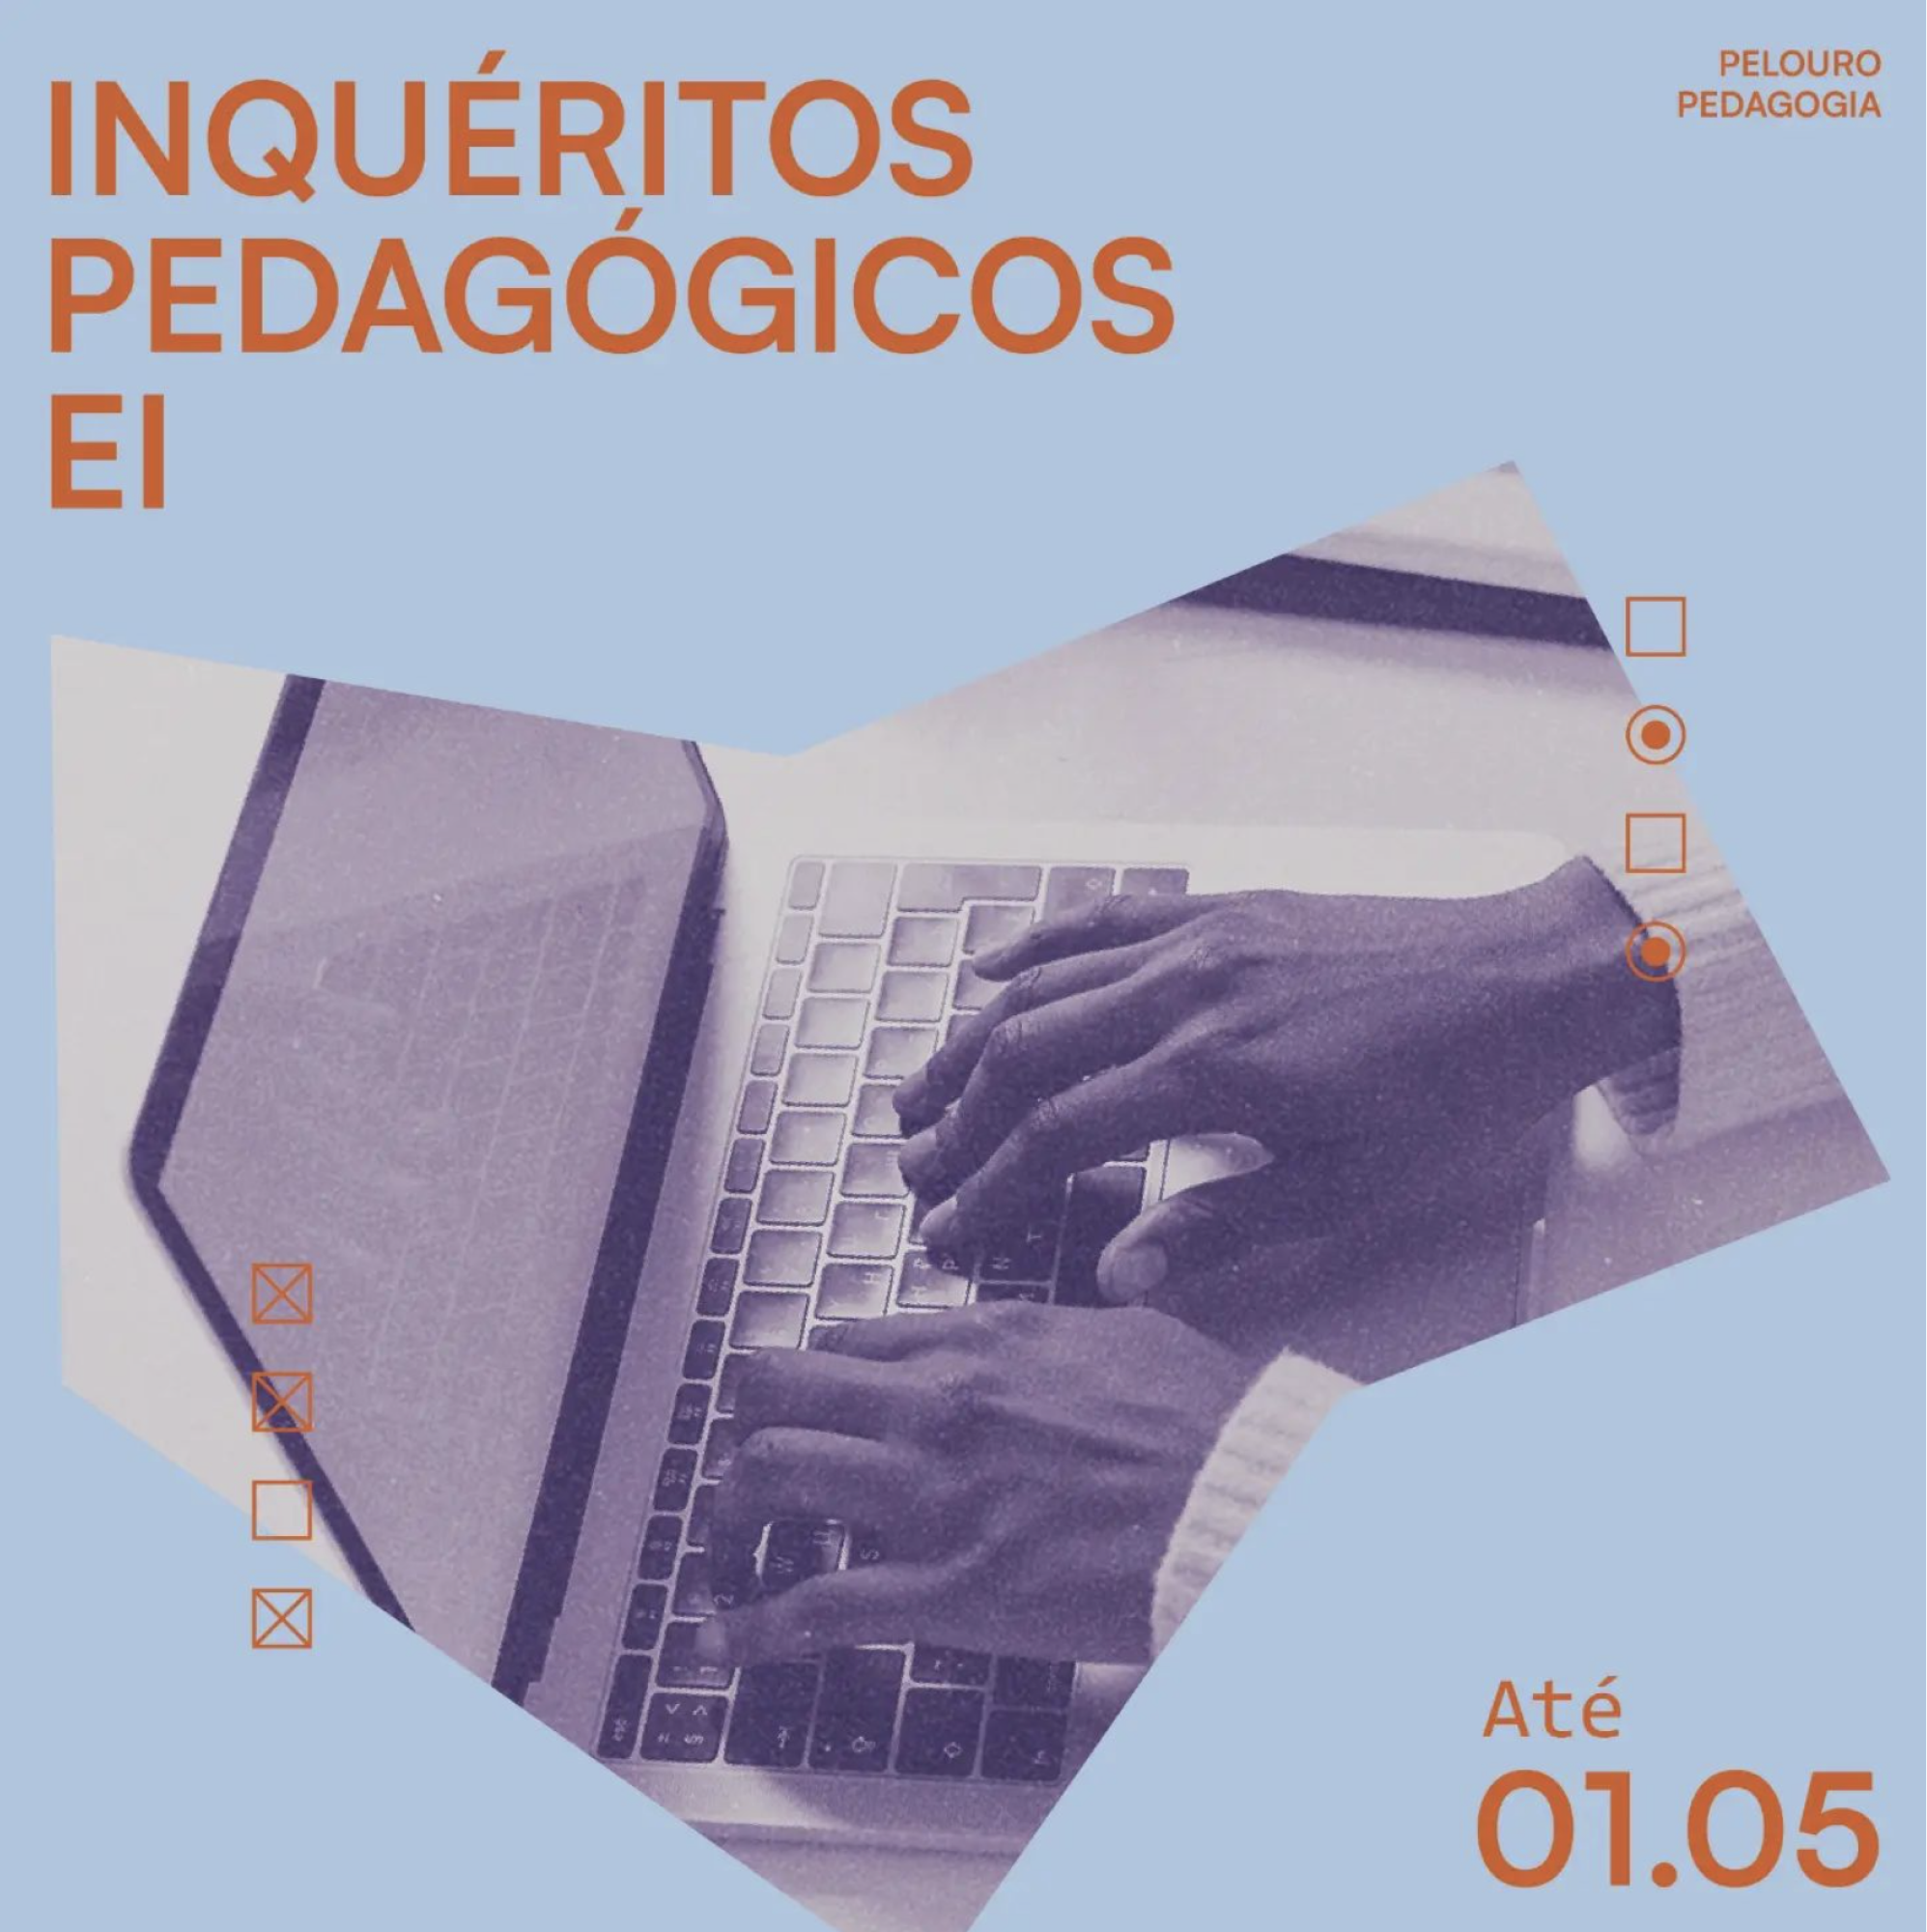 INQUÉRITOS
PEDAGÓGICOS
EI
PELOURO
PEDAGOGIA
Até
01.05